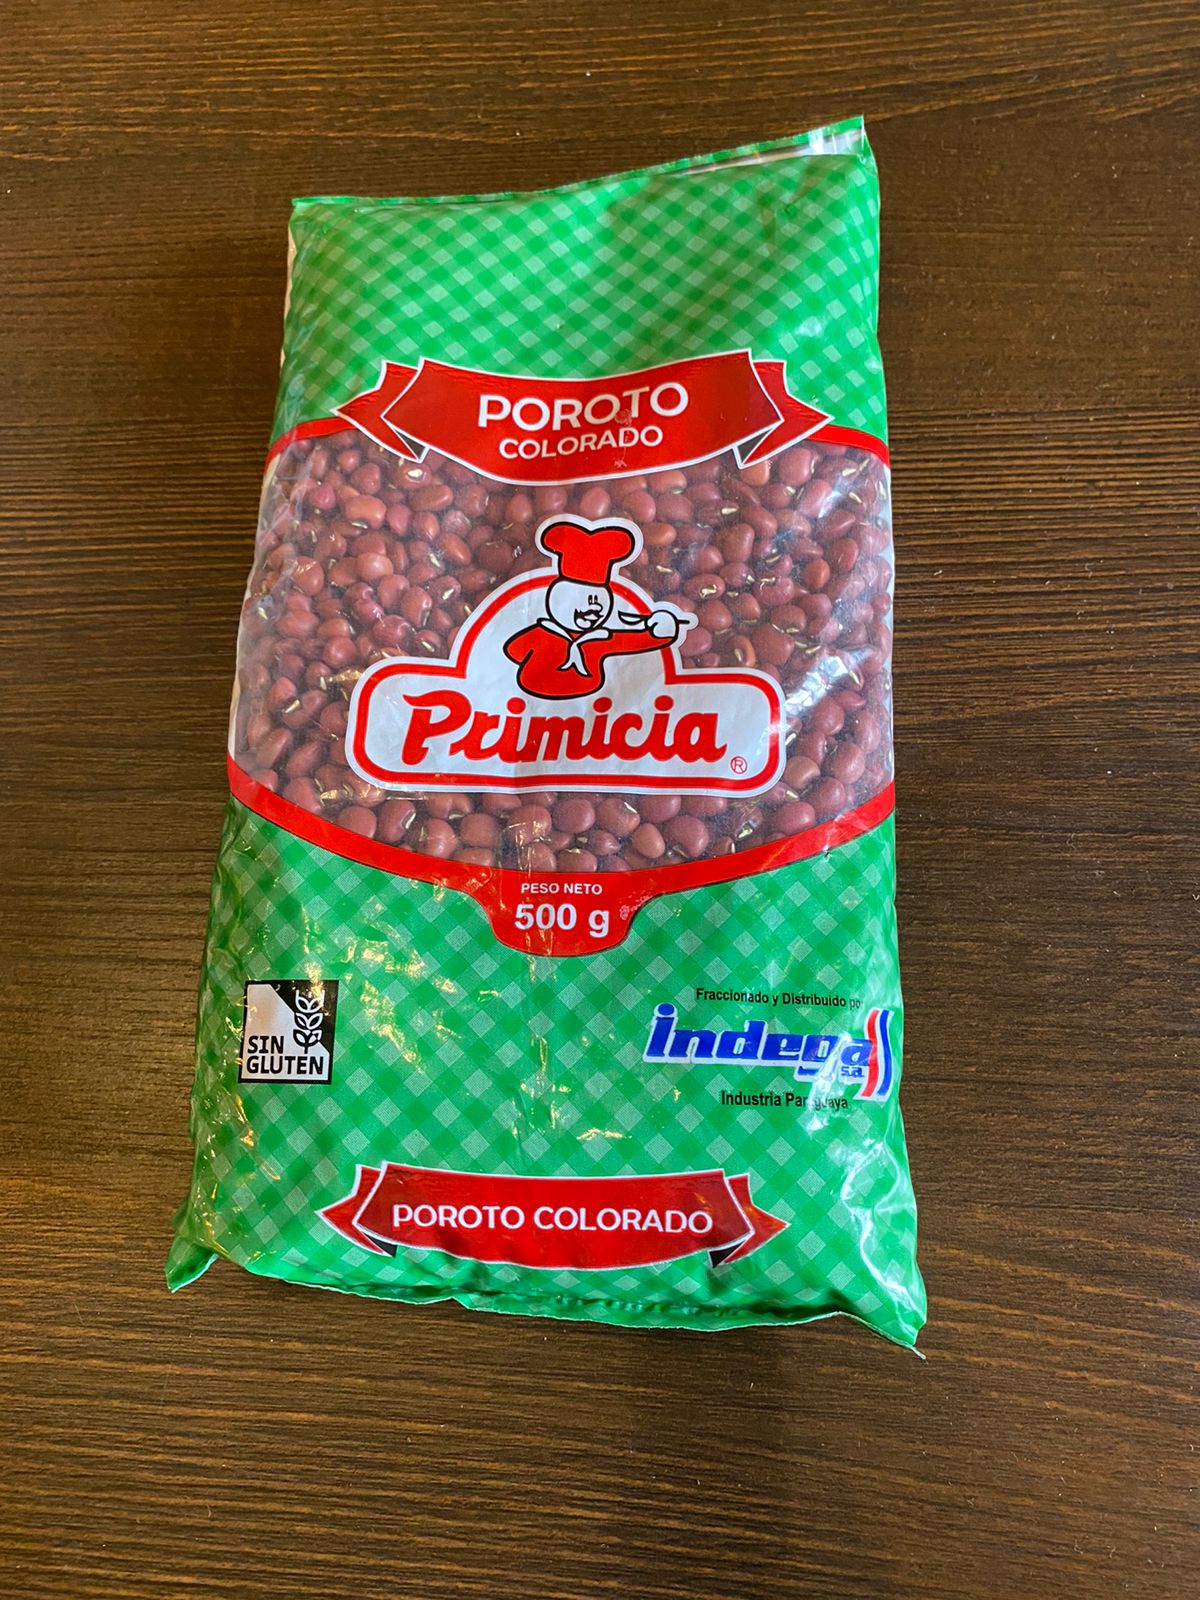 POROTO
COLORADO
Primicia
®
PESO NETO
500 g
SIN
GLUTEN
Fraccionado y Distribuido por
indega
s.a.
Industria Paraguaya
POROTO COLORADO